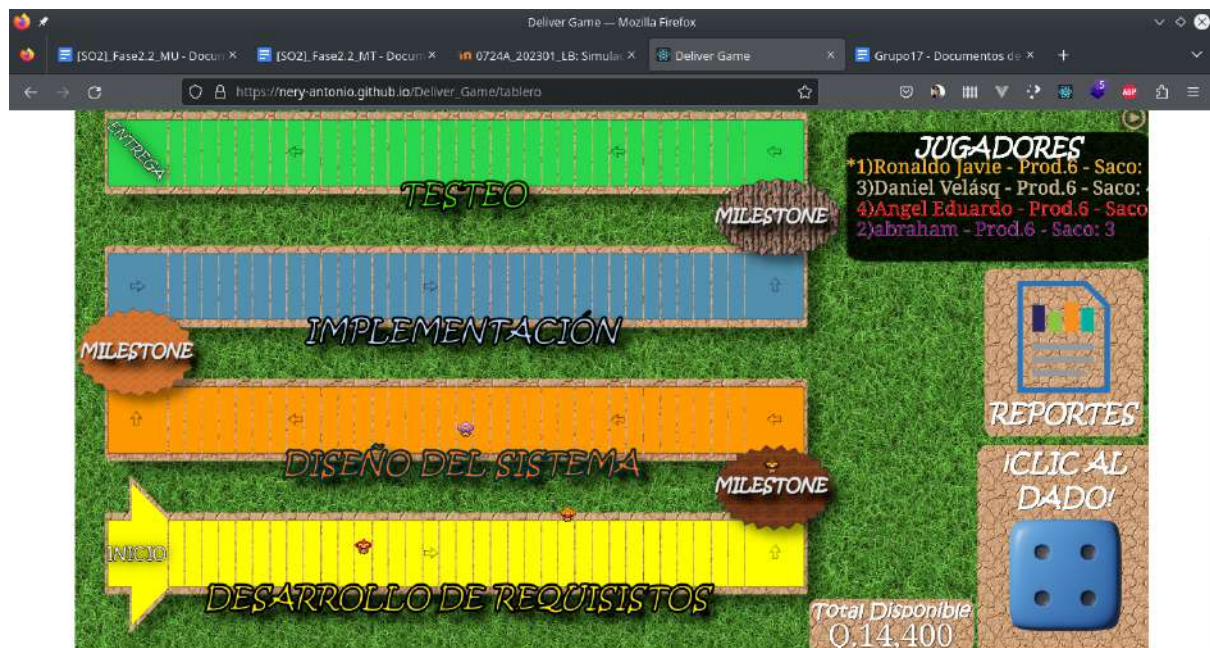 Deliver Game — Mozilla Firefox
[SO2]_Fase2.2_MU - Docum
[SO2]_Fase2.2_MT - Docum
0724A_202301_LB: Simulac
Deliver Game
Grupo17 - Documentos de
https://nery-antonio.github.io/Deliver_Game/tablero
5
ABP
ENTREGA
TESTEO
MILESTONE
IMPLEMENTACIÓN
MILESTONE
DISEÑO DEL SISTEMA
MILESTONE
INICIO
DESARROLLO DE REQUISISTOS
JUGADORES
*1)Ronaldo Javie - Prod.6 - Saco:
3)Daniel Velásq - Prod.6 - Saco:
4)Angel Eduardo - Prod.6 - Saco
2)abraham - Prod.6 - Saco: 3
REPORTES
¡CLIC AL
DADO!
Total Disponible
Q.14,400